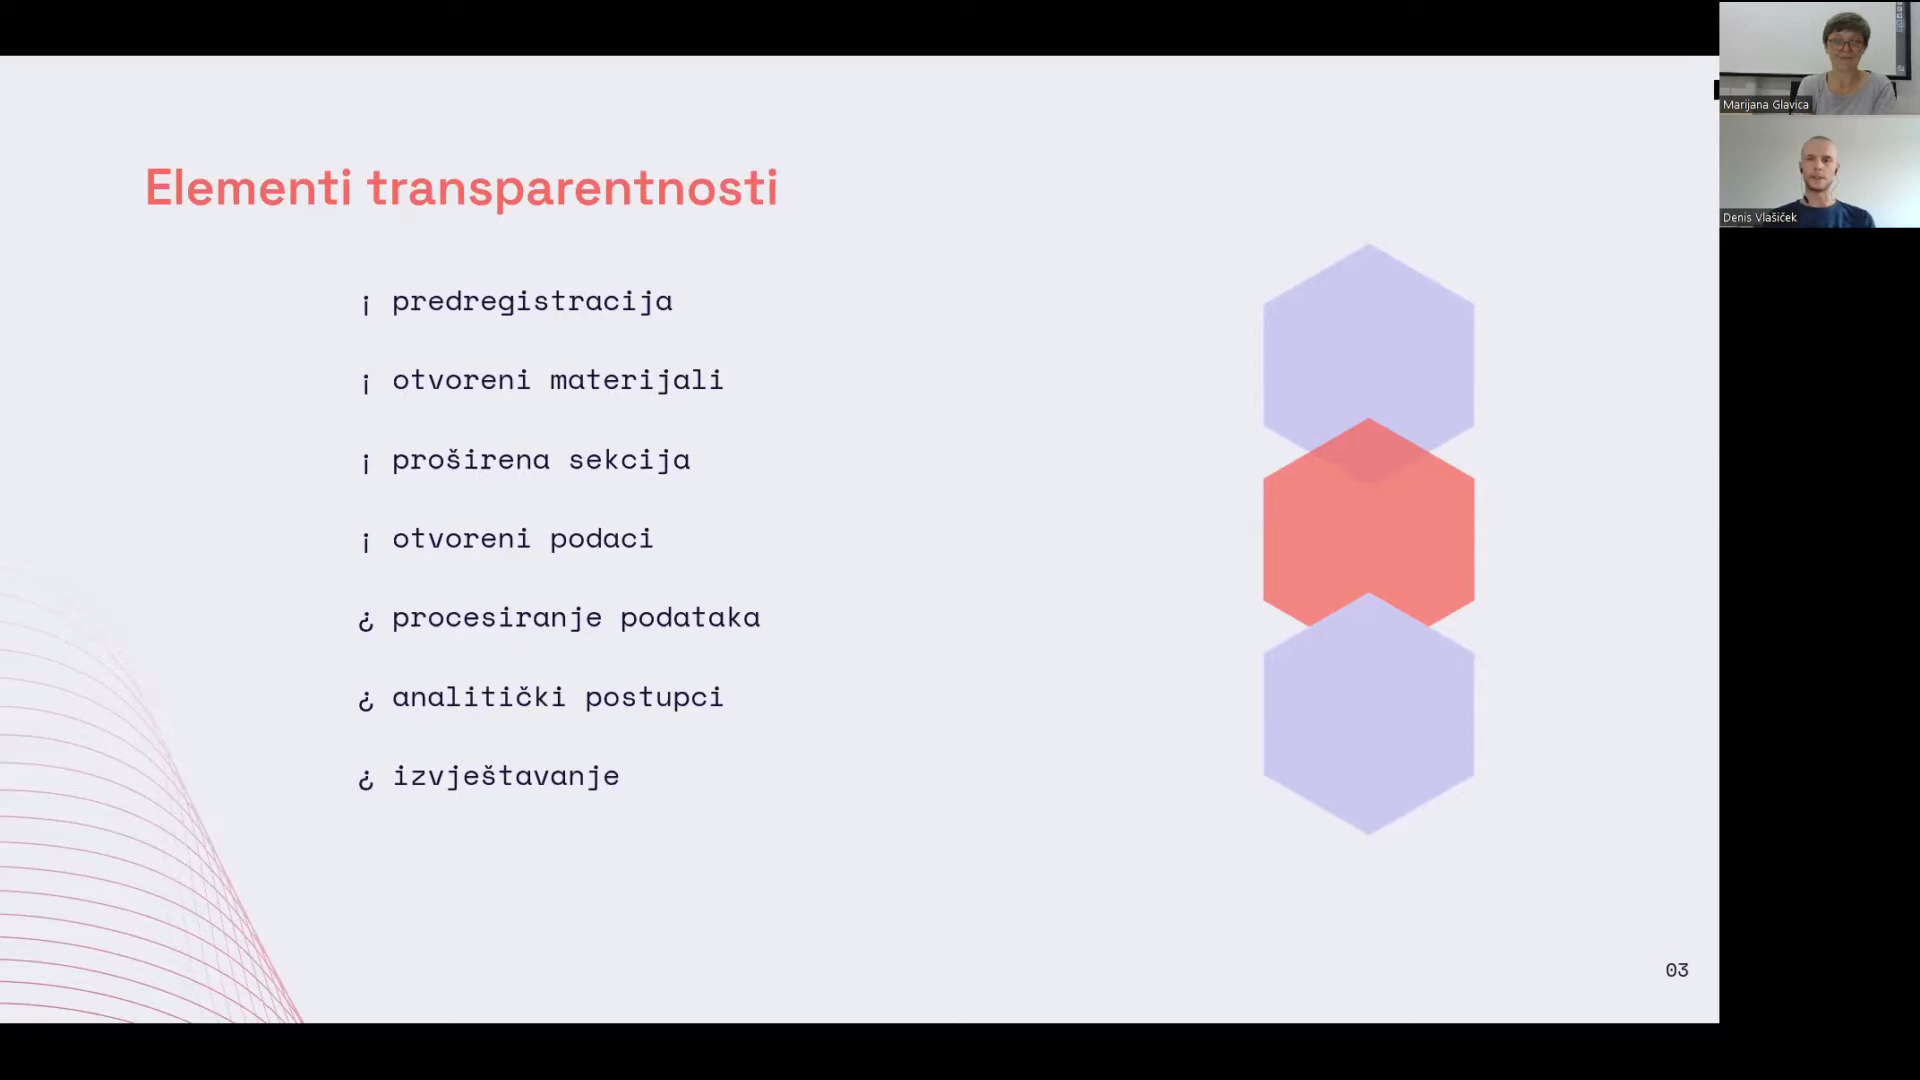 Elementi transparentnosti
¡ predregistracija
¡ otvoreni materijali
¡ proširena sekcija
¡ otvoreni podaci
¿ procesiranje podataka
¿ analitički postupci
¿ izvještavanje
03
Marijana Glavica
Denis Vlašiček